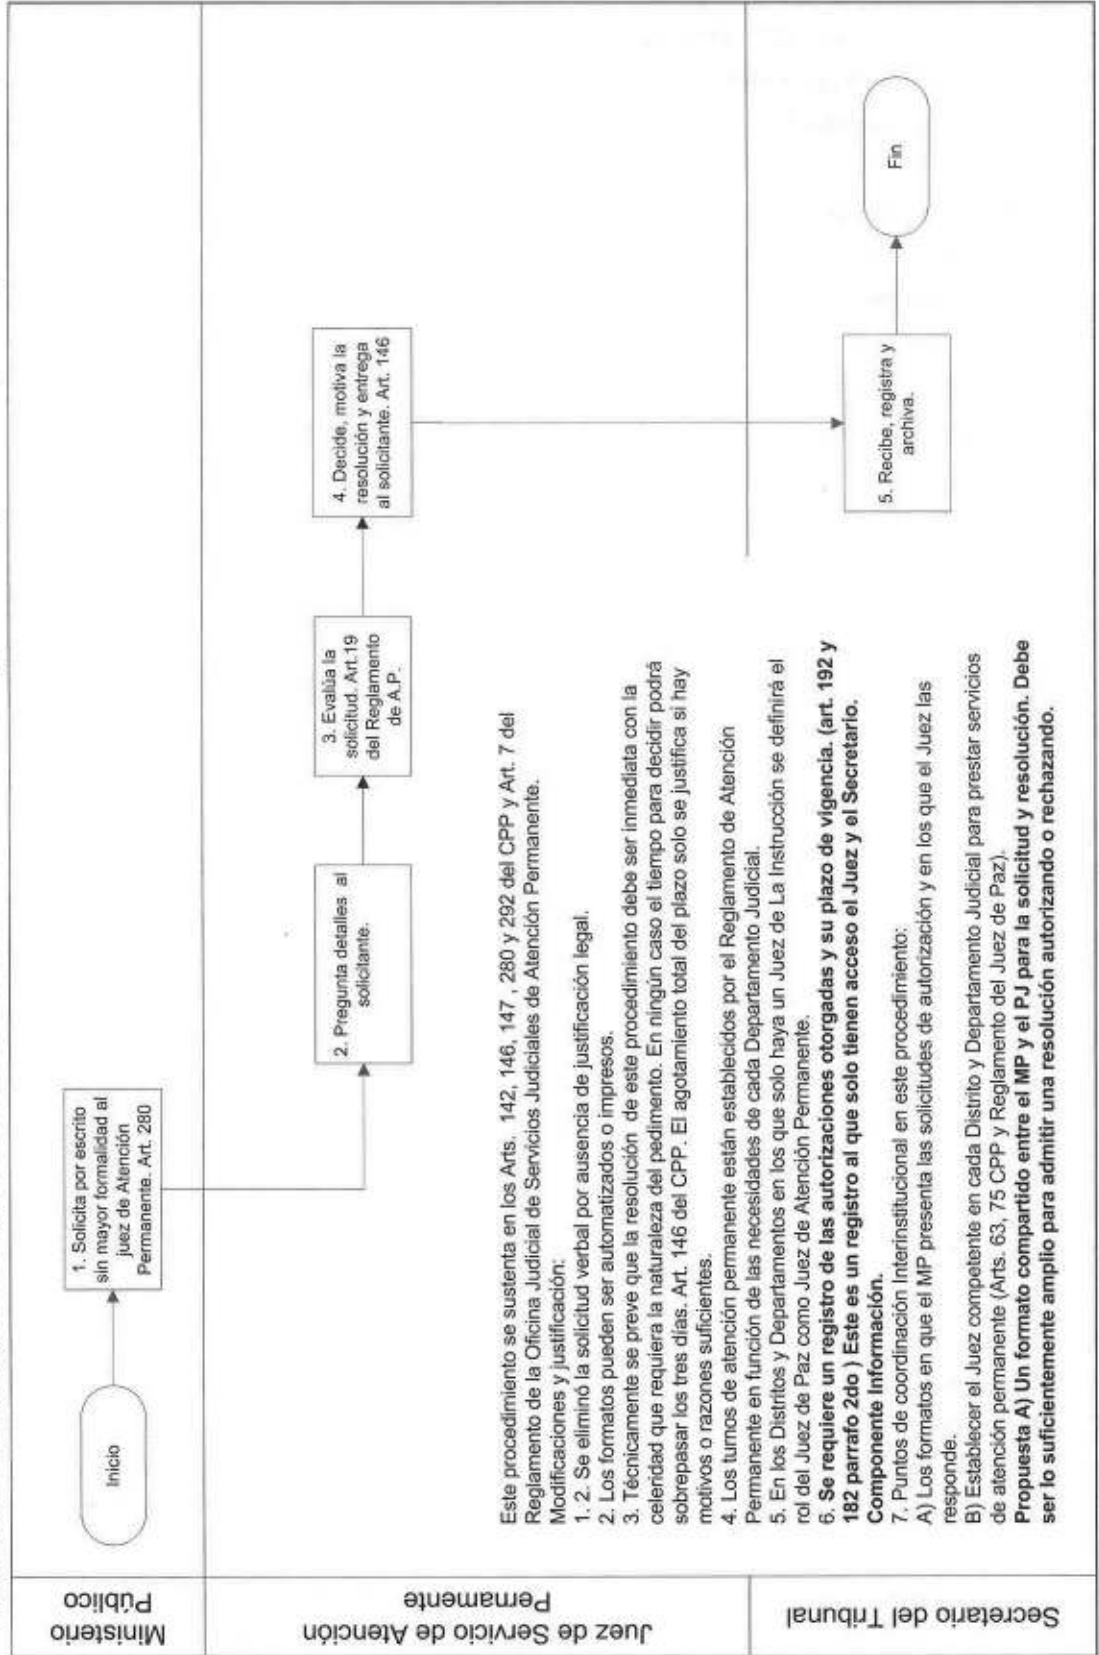 Ministerio
Público
Inicio
1. Solicita por escrito
sin mayor formalidad al
juez de Atención
Permanente. Art. 280
Juez de Servicio de Atención
Pernamente
2. Pregunta detalles al
solicitante.
3. Evalúa la
solicitud. Art.19
del Reglamento
de A.P.
4. Decide, motiva la
resolución y entrega
al solicitante. Art. 146
Este procedimiento se sustenta en los Arts. 142, 146, 147 , 280 y 292 del CPP y Art. 7 del
Reglamento de la Oficina Judicial de Servicios Judiciales de Atención Permanente.
Modificaciones y justificación:
1. 2. Se eliminó la solicitud verbal por ausencia de justificación legal.
2. Los formatos pueden ser automatizados o impresos.
3. Técnicamente se preve que la resolución de este procedimiento debe ser inmediata con la
celeridad que requiera la naturaleza del pedimento. En ningún caso el tiempo para decidir podrá
sobrepasar los tres días. Art. 146 del CPP. El agotamiento total del plazo solo se justifica si hay
motivos o razones suficientes.
4. Los turnos de atención permanente están establecidos por el Reglamento de Atención
Permanente en función de las necesidades de cada Departamento Judicial.
5. En los Distritos y Departamentos en los que solo haya un Juez de La Instrucción se definirá el
rol del Juez de Paz como Juez de Atención Permanente.
6. Se requiere un registro de las autorizaciones otorgadas y su plazo de vigencia. (art. 192 y
182 parrafo 2do ) Este es un registro al que solo tienen acceso el Juez y el Secretario.
Componente Información.
7. Puntos de coordinación Interinstitucional en este procedimiento:
A) Los formatos en que el MP presenta las solicitudes de autorización y en los que el Juez las
responde.
B) Establecer el Juez competente en cada Distrito y Departamento Judicial para prestar servicios
de atención permanente (Arts. 63, 75 CPP y Reglamento del Juez de Paz).
Propuesta A) Un formato compartido entre el MP y el PJ para la solicitud y resolución. Debe
ser lo suficientemente amplio para admitir una resolución autorizando o rechazando.
Secretario del Tribunal
5. Recibe, registra y
archiva.
Fin